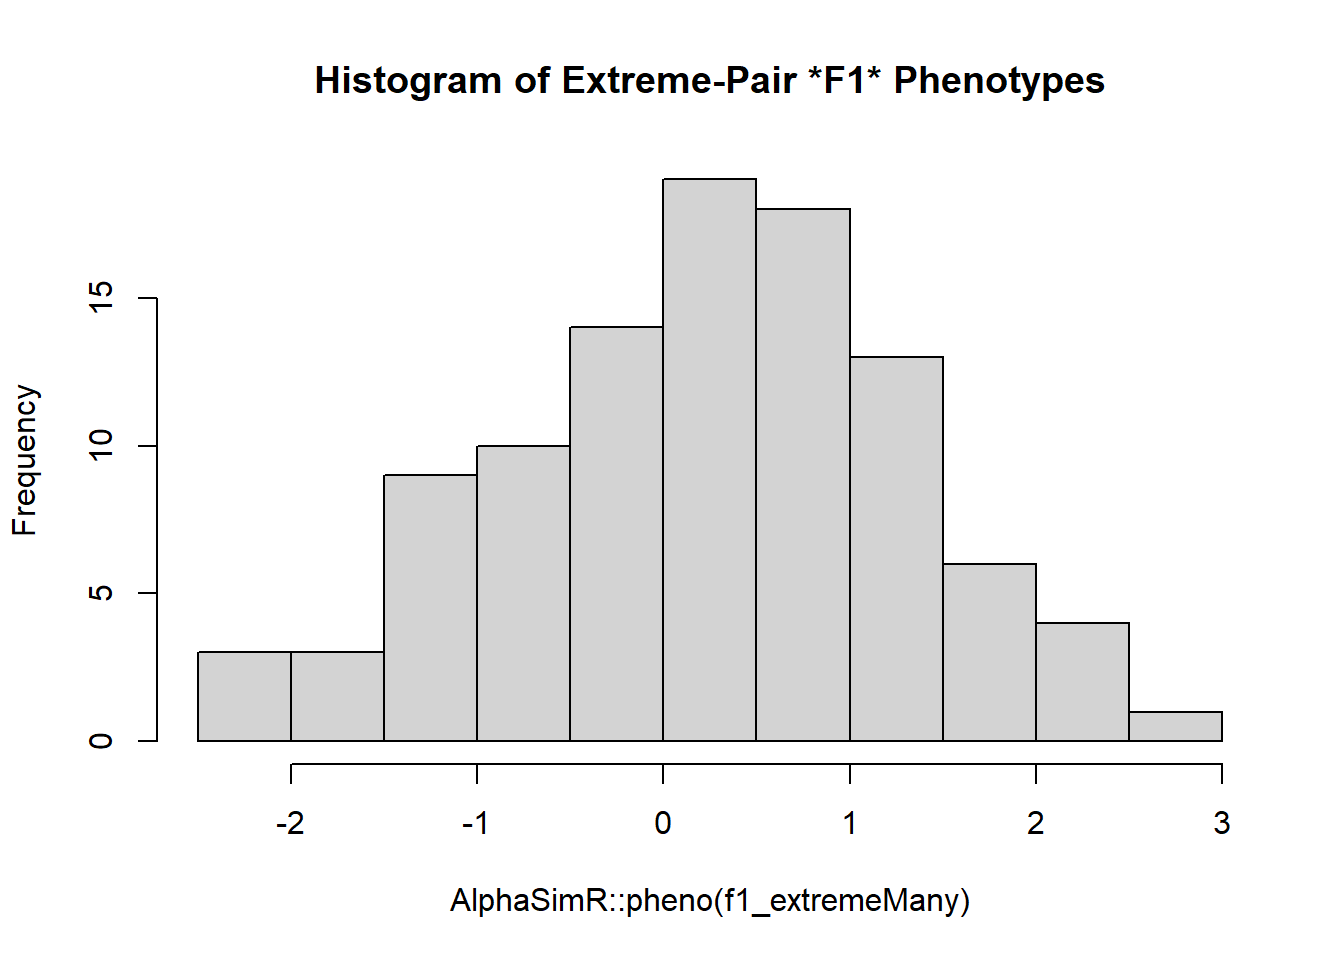 Histogram of Extreme-Pair *F1* Phenotypes
15
10
5
0
Frequency
-2 -1 0 1 2 3
AlphaSimR::pheno(f1_extremeMany)